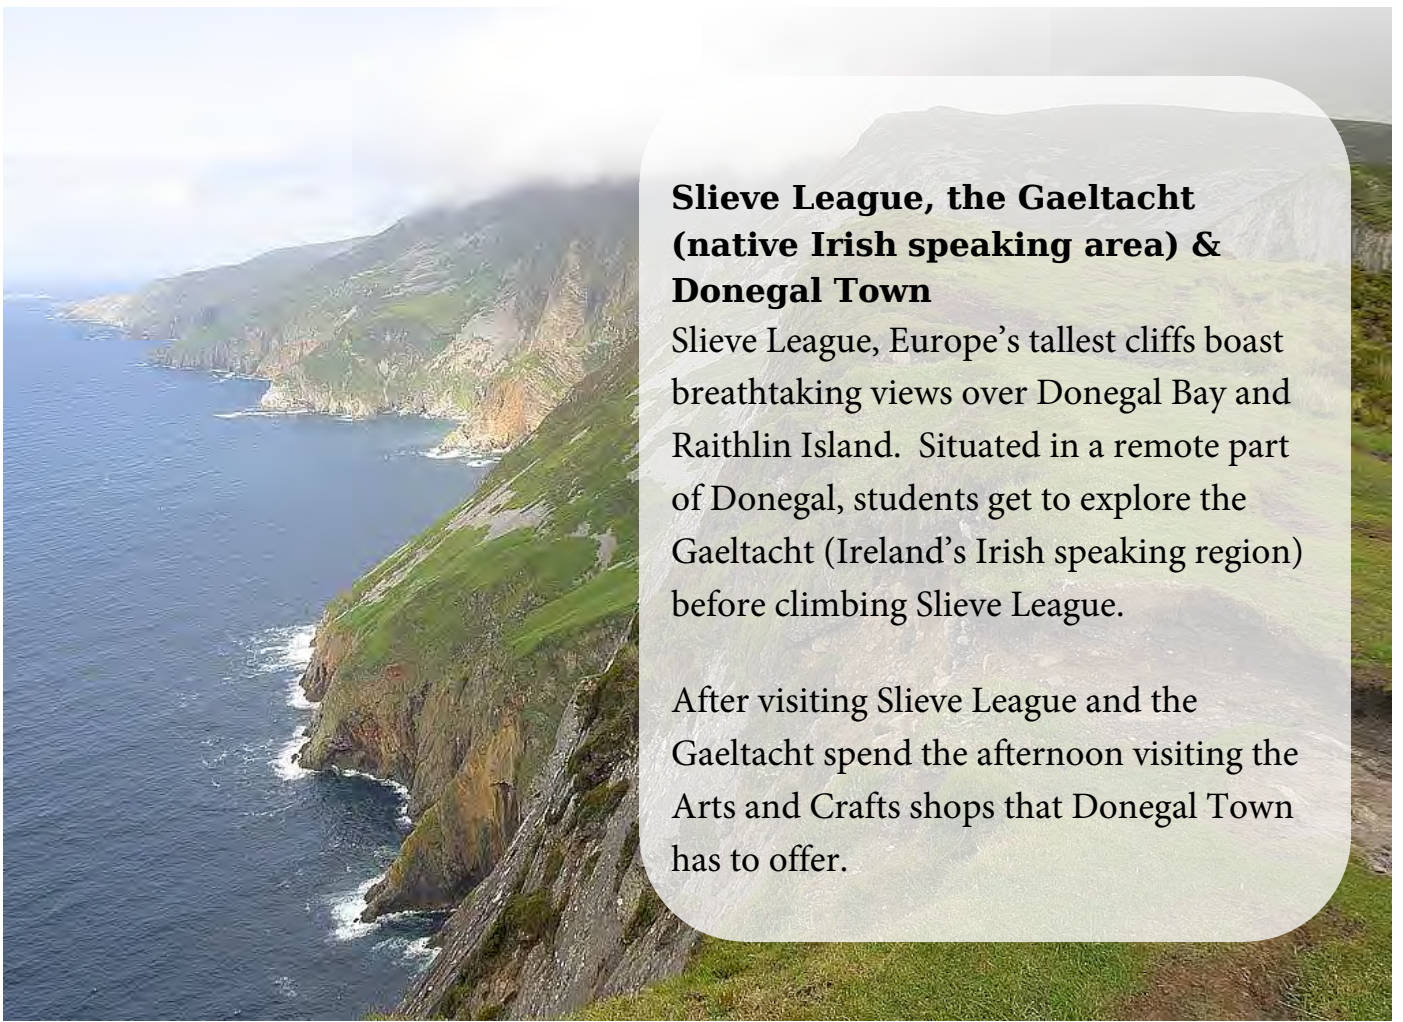 Slieve League, the Gaeltacht
(native Irish speaking area) &
Donegal Town
Slieve League, Europe’s tallest cliffs boast
breathtaking views over Donegal Bay and
Raithlin Island.  Situated in a remote part
of Donegal, students get to explore the
Gaeltacht (Ireland’s Irish speaking region)
before climbing Slieve League.
After visiting Slieve League and the
Gaeltacht spend the afternoon visiting the
Arts and Crafts shops that Donegal Town
has to offer.